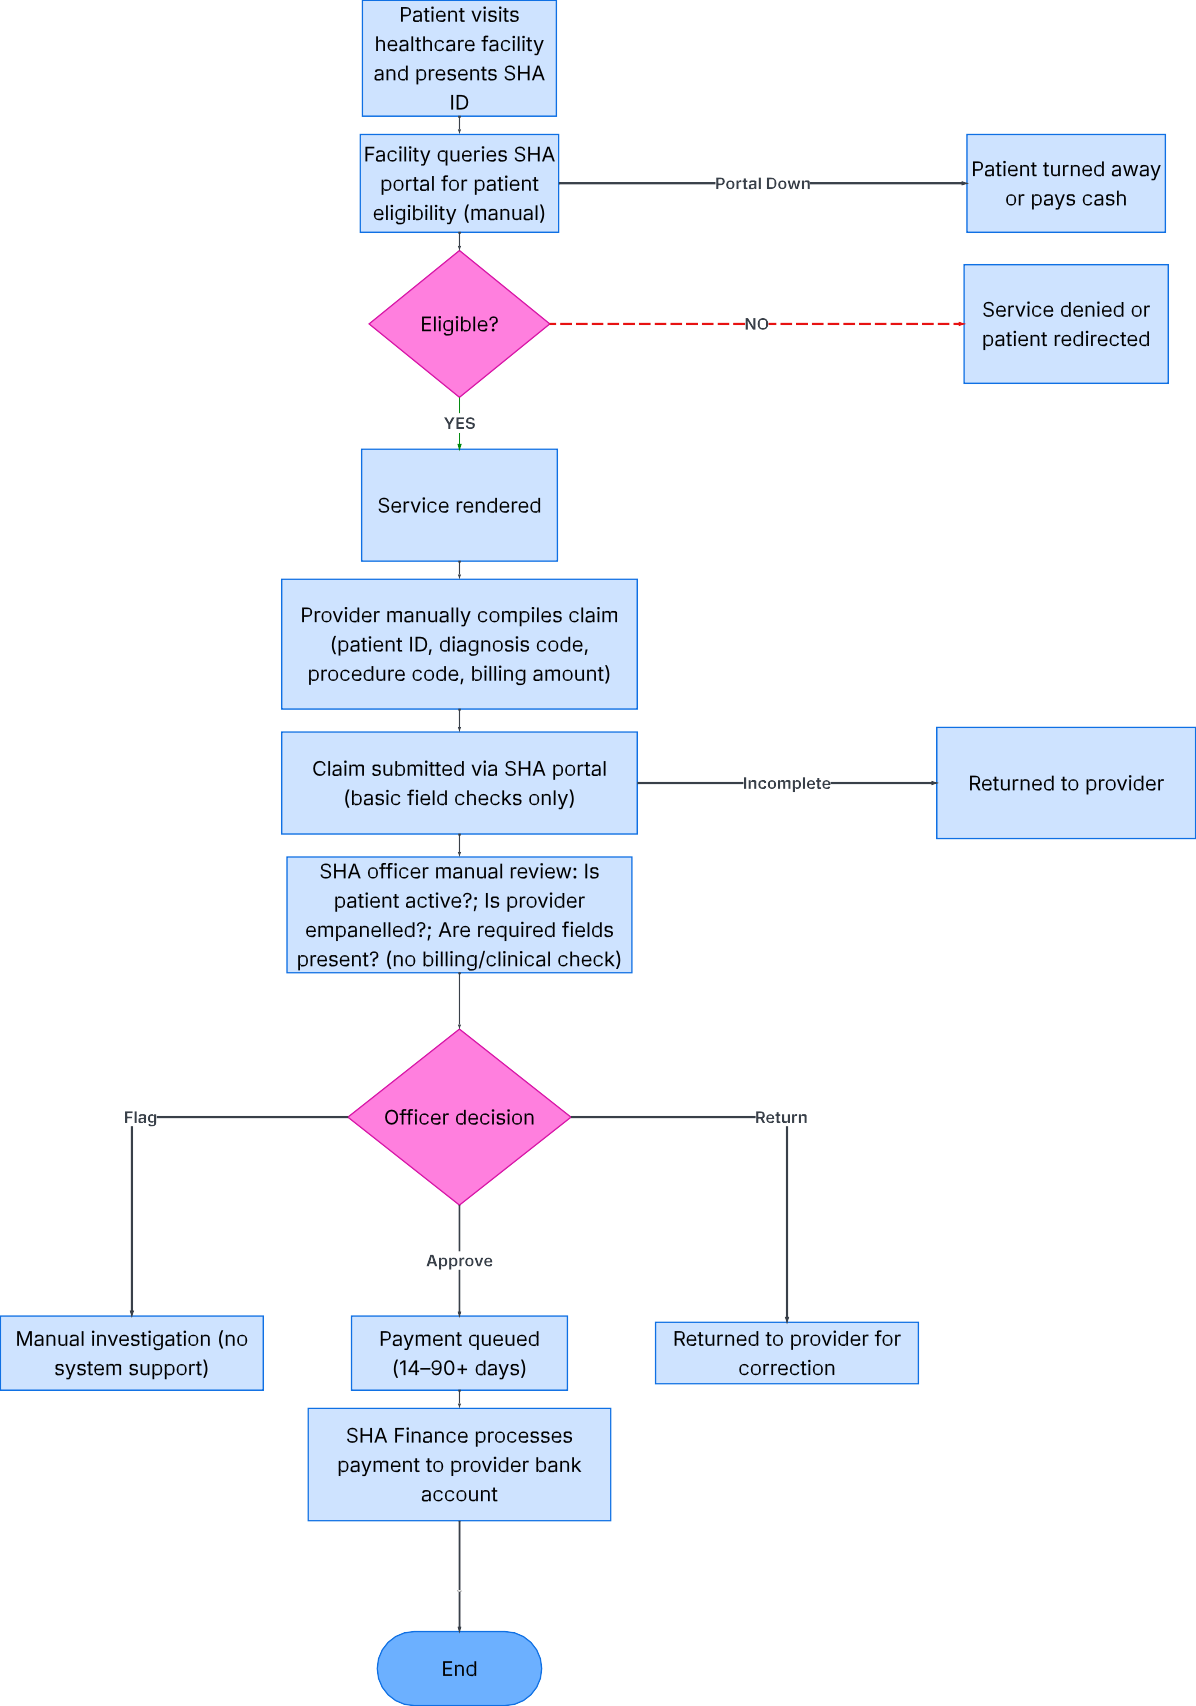 Patient visits
healthcare facility
and presents SHA
ID
Facility queries SHA
portal for patient
eligibility (manual)
Portal Down
Patient turned away
or pays cash
Eligible?
NO
Service denied or
patient redirected
YES
Service rendered
Provider manually compiles claim
(patient ID, diagnosis code,
procedure code, billing amount)
Claim submitted via SHA portal
(basic field checks only)
Incomplete
Returned to provider
SHA officer manual review: Is
patient active?; Is provider
empanelled?; Are required fields
present? (no billing/clinical check)
Officer decision
Flag
Return
Approve
Manual investigation (no
system support)
Payment queued
(14–90+ days)
Returned to provider for
correction
SHA Finance processes
payment to provider bank
account
End